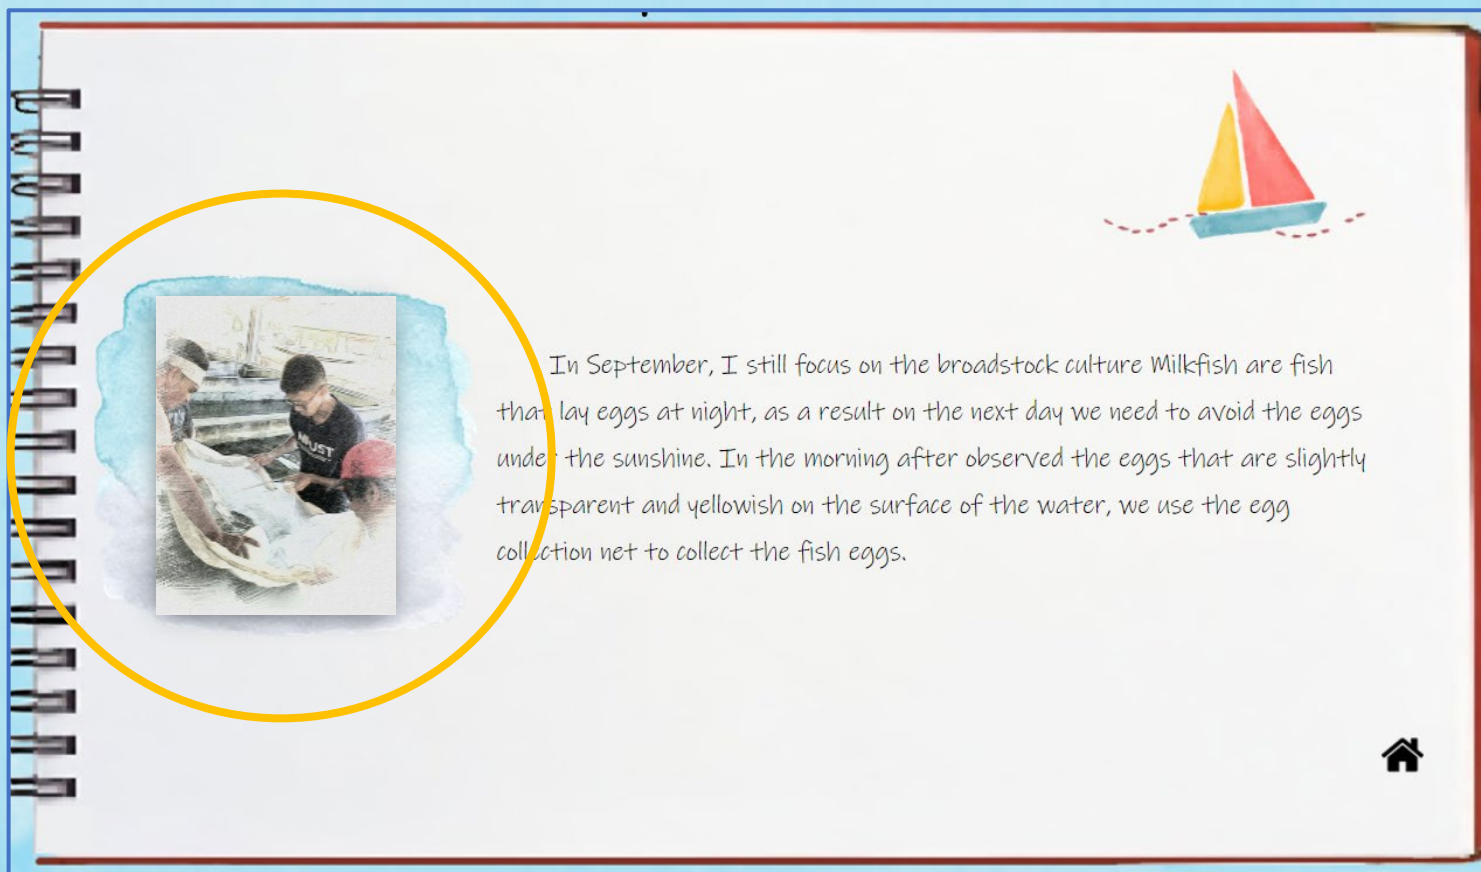 In September, I still focus on the broadstock culture Milkfish are fish
that lay eggs at night, as a result on the next day we need to avoid the eggs
under the sunshine. In the morning after observed the eggs that are slightly
transparent and yellowish on the surface of the water, we use the egg
collection net to collect the fish eggs.